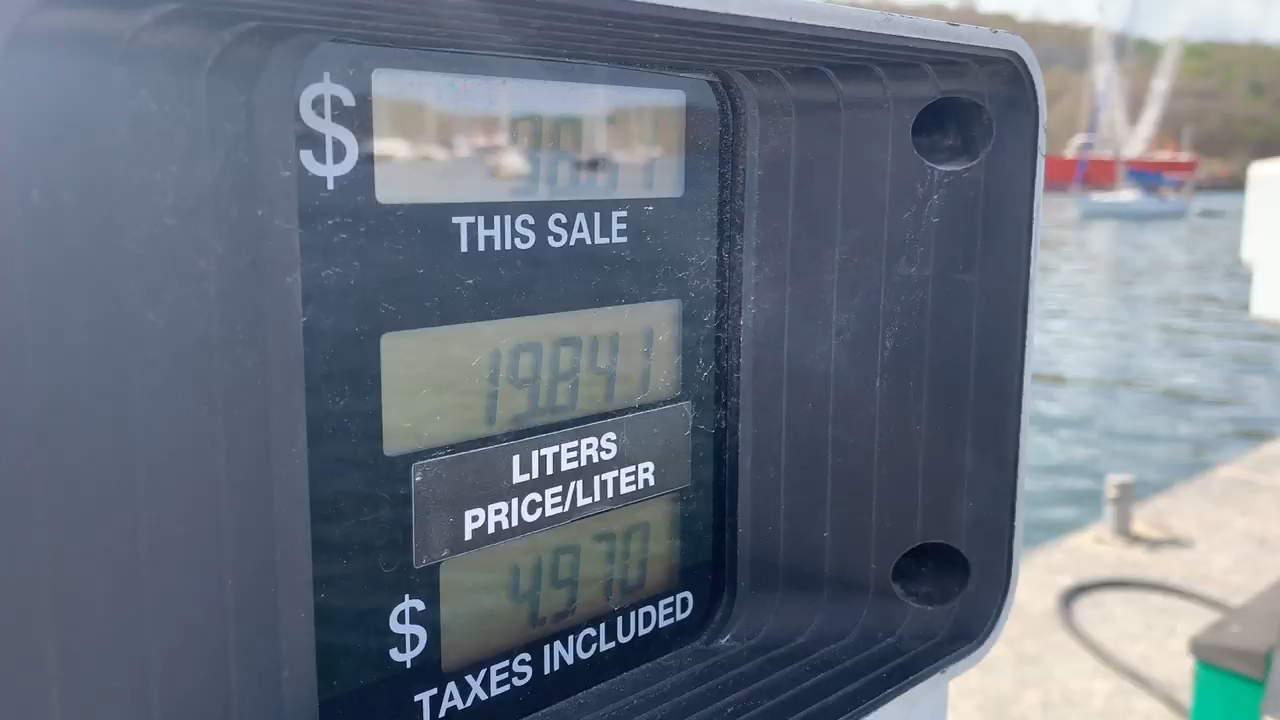 $
THIS SALE
19.841
LITERS
PRICE/LITER
$ 4.970
TAXES INCLUDED